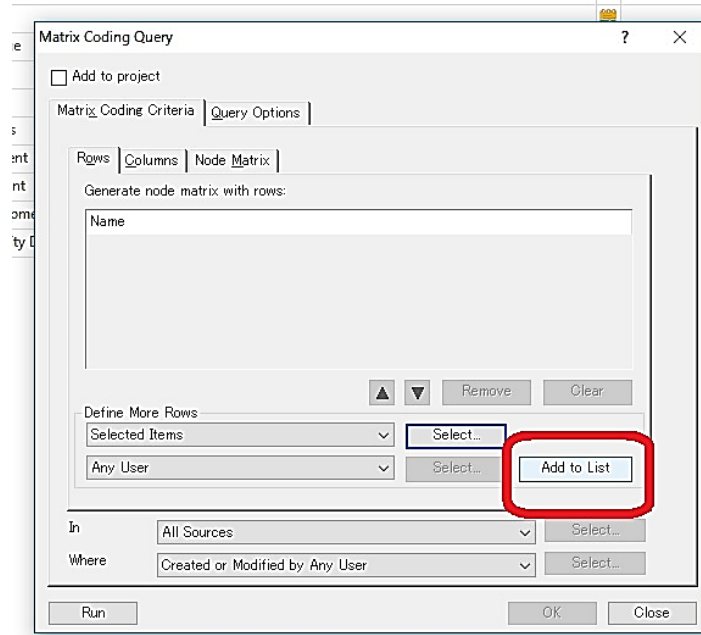 Matrix Coding Query
?
Add to project
Matrix Coding Criteria
Query Options
Rows
Columns
Node Matrix
Generate node matrix with rows:
Name
Remove
Clear
Define More Rows
Selected Items
Select...
Any User
Select...
Add to List
In
All Sources
Select...
Where
Created or Modified by Any User
Select...
Run
OK
Close